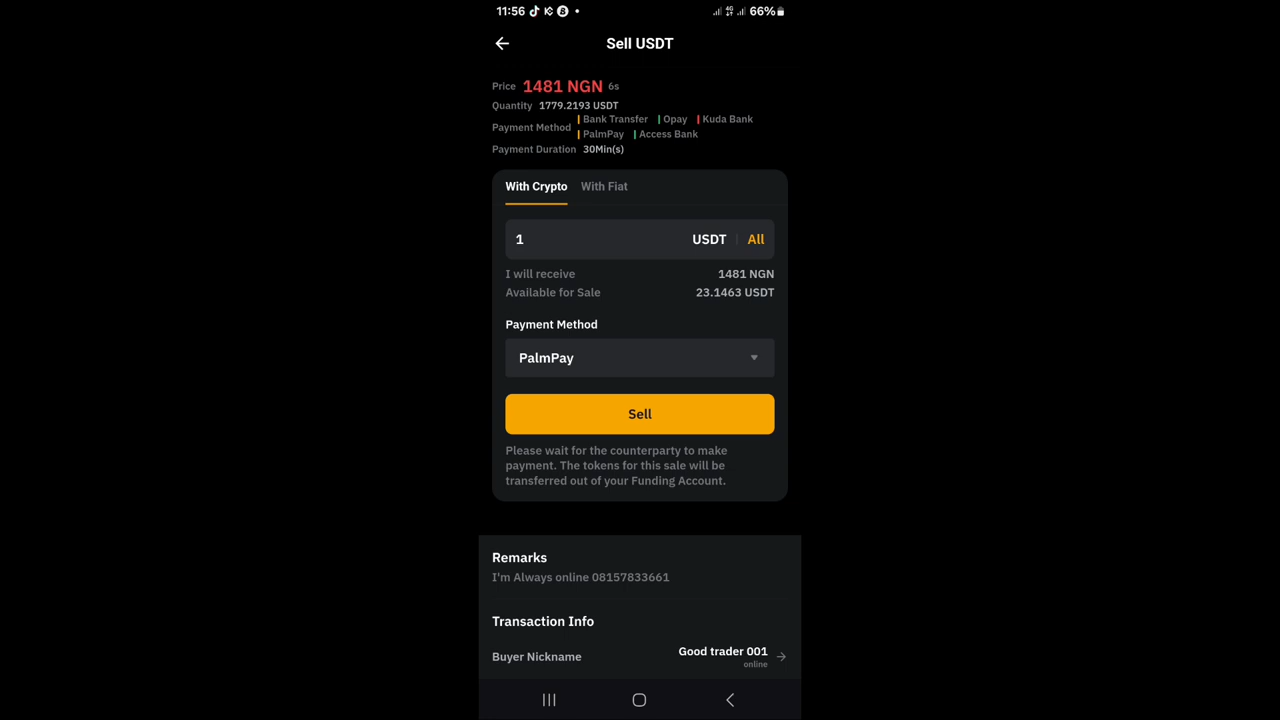 11:56 4G 66%
Sell USDT
Price 1481 NGN 6s
Quantity 1779.2193 USDT
Payment Method Bank Transfer Opay Kuda Bank
PalmPay Access Bank
Payment Duration 30Min(s)
With Crypto With Fiat
1 USDT All
I will receive 1481 NGN
Available for Sale 23.1463 USDT
Payment Method
PalmPay
Sell
Please wait for the counterparty to make
payment. The tokens for this sale will be
transferred out of your Funding Account.
Remarks
I'm Always online 08157833661
Transaction Info
Buyer Nickname Good trader 001
online